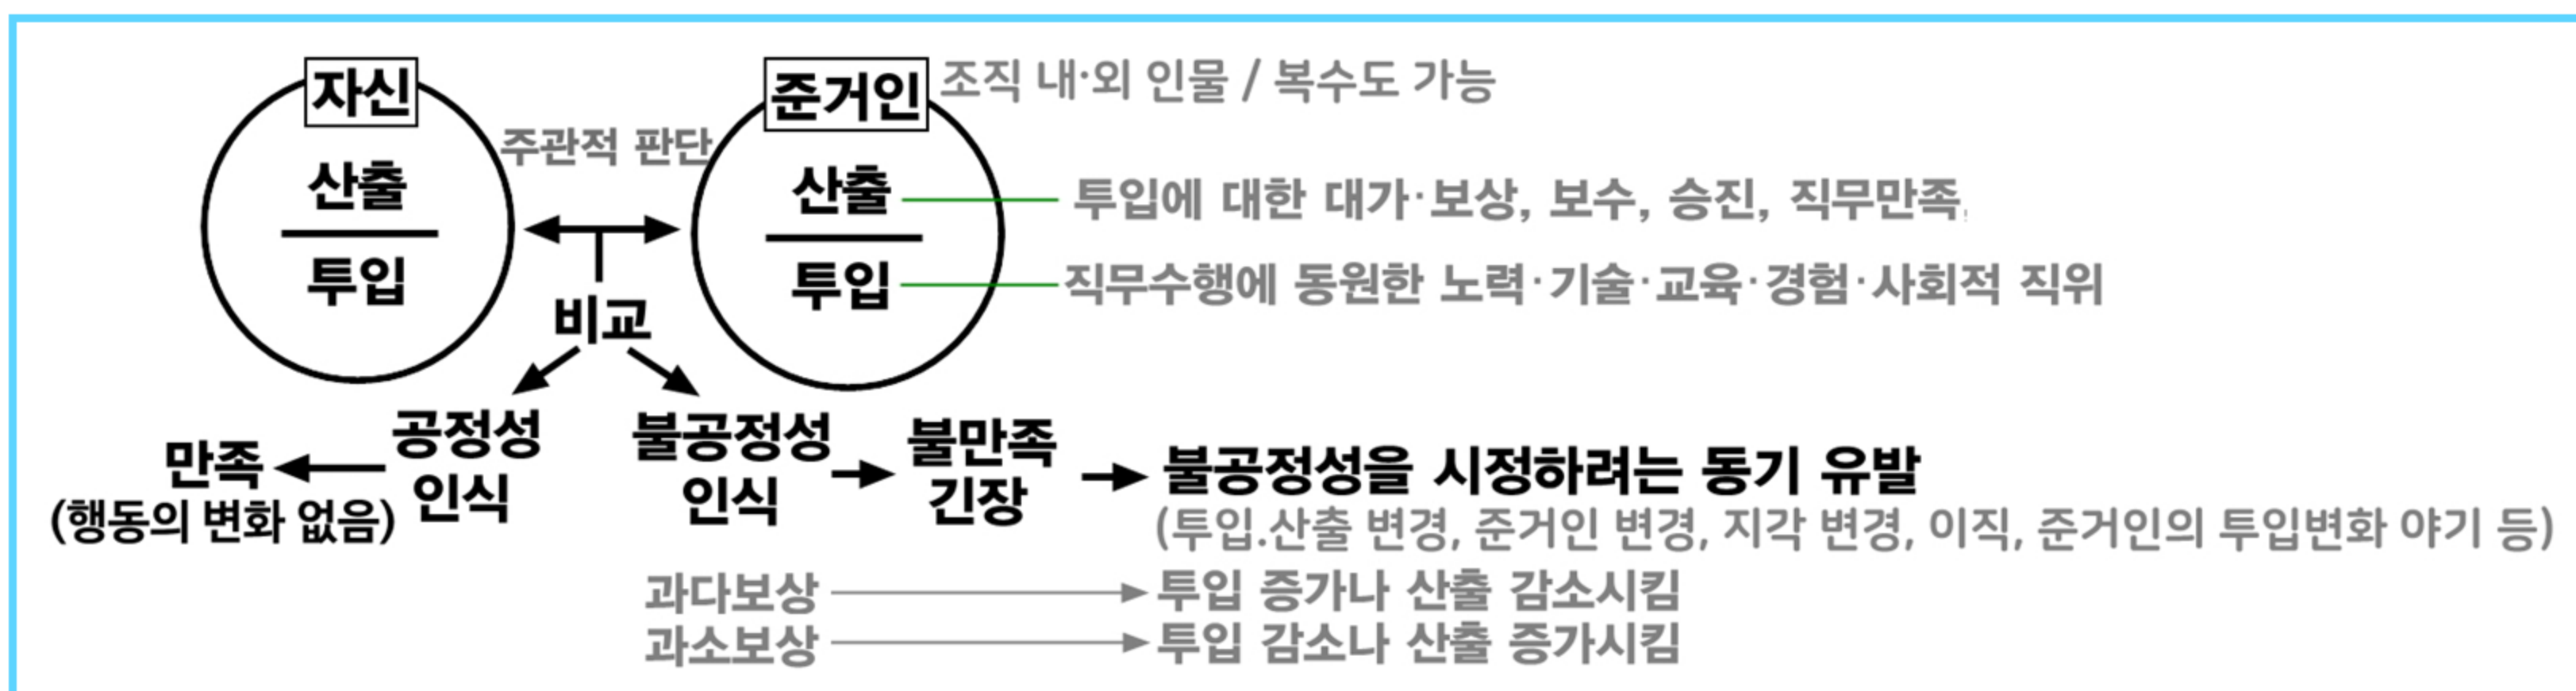 자신
산출
투입
주관적 판단
비교
준거인
산출
투입
조직 내·외 인물 / 복수도 가능
투입에 대한 대가·보상, 보수, 승진, 직무만족,
직무수행에 동원한 노력·기술·교육·경험·사회적 직위
만족
(행동의 변화 없음)
공정성
인식
불공정성
인식
불만족
긴장
불공정성을 시정하려는 동기 유발
(투입.산출 변경, 준거인 변경, 지각 변경, 이직, 준거인의 투입변화 야기 등)
과다보상
투입 증가나 산출 감소시킴
과소보상
투입 감소나 산출 증가시킴